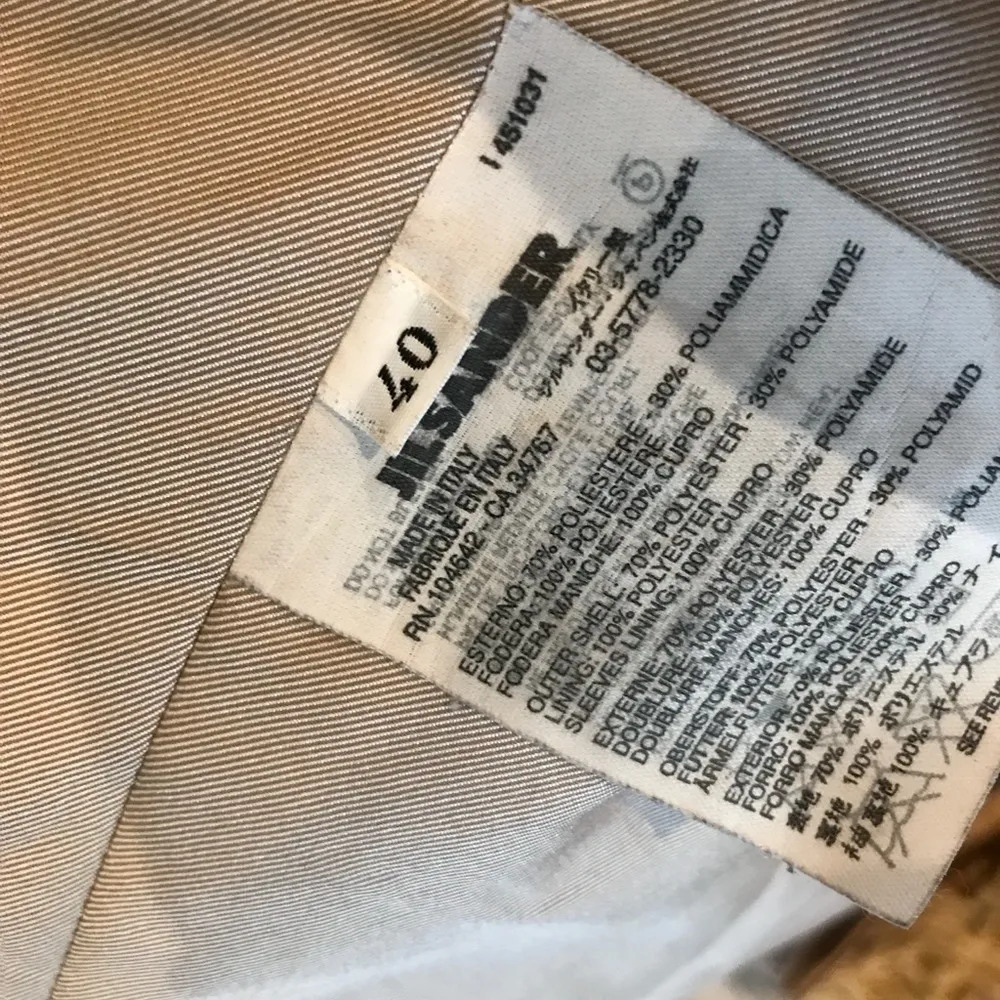 I 451031
40
JIL SANDER
MADE IN ITALY
FABRIQUE EN ITALY
RN.104642 - CA.34767
03-5778-2330
ESTERNO: 70% POLIESTERE - 30% POLIAMMIDICA
FODERA: 100% POLIESTERE
FODERA MANICHE: 100% CUPRO
OUTER SHELL: 70% POLYESTER - 30% POLYAMIDE
LINING: 100% POLYESTER
SLEEVES LINING: 100% CUPRO
EXTERNE: 70% POLYESTER - 30% POLYAMIDE
DOUBLURE: 100% POLYESTER
DOUBLURE MANCHES: 100% CUPRO
OBERSTOFF: 70% POLYESTER - 30% POLYAMID
FUTTER: 100% POLYESTER
ÄRMELFUTTER: 100% CUPRO
EXTERIOR: 70% POLIESTER - 30% POLIAM
FORRO: 100% POLIESTER
FORRO MANGAS: 100% CUPRO
表地 70% ポリエステル 30% ナイ
裏地 100% ポリエステル
袖裏地 100% キュプラ
SEE REV